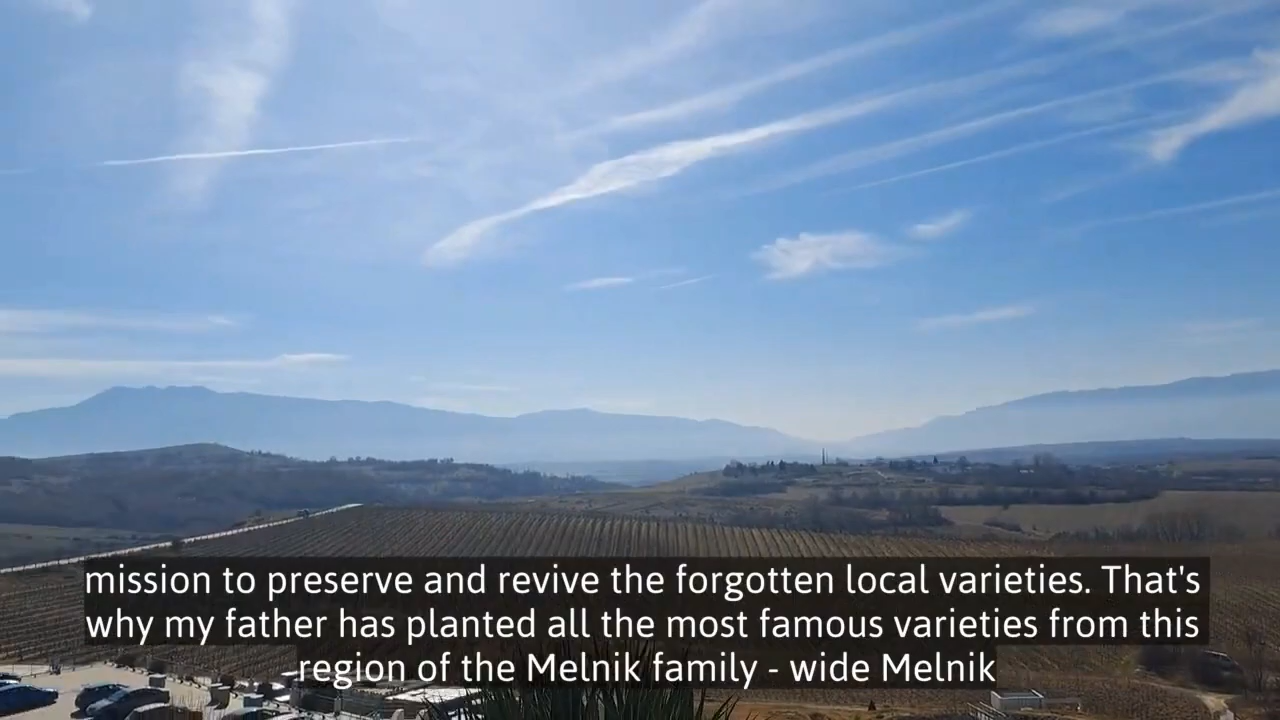 mission to preserve and revive the forgotten local varieties. That's
why my father has planted all the most famous varieties from this
region of the Melnik family - wide Melnik